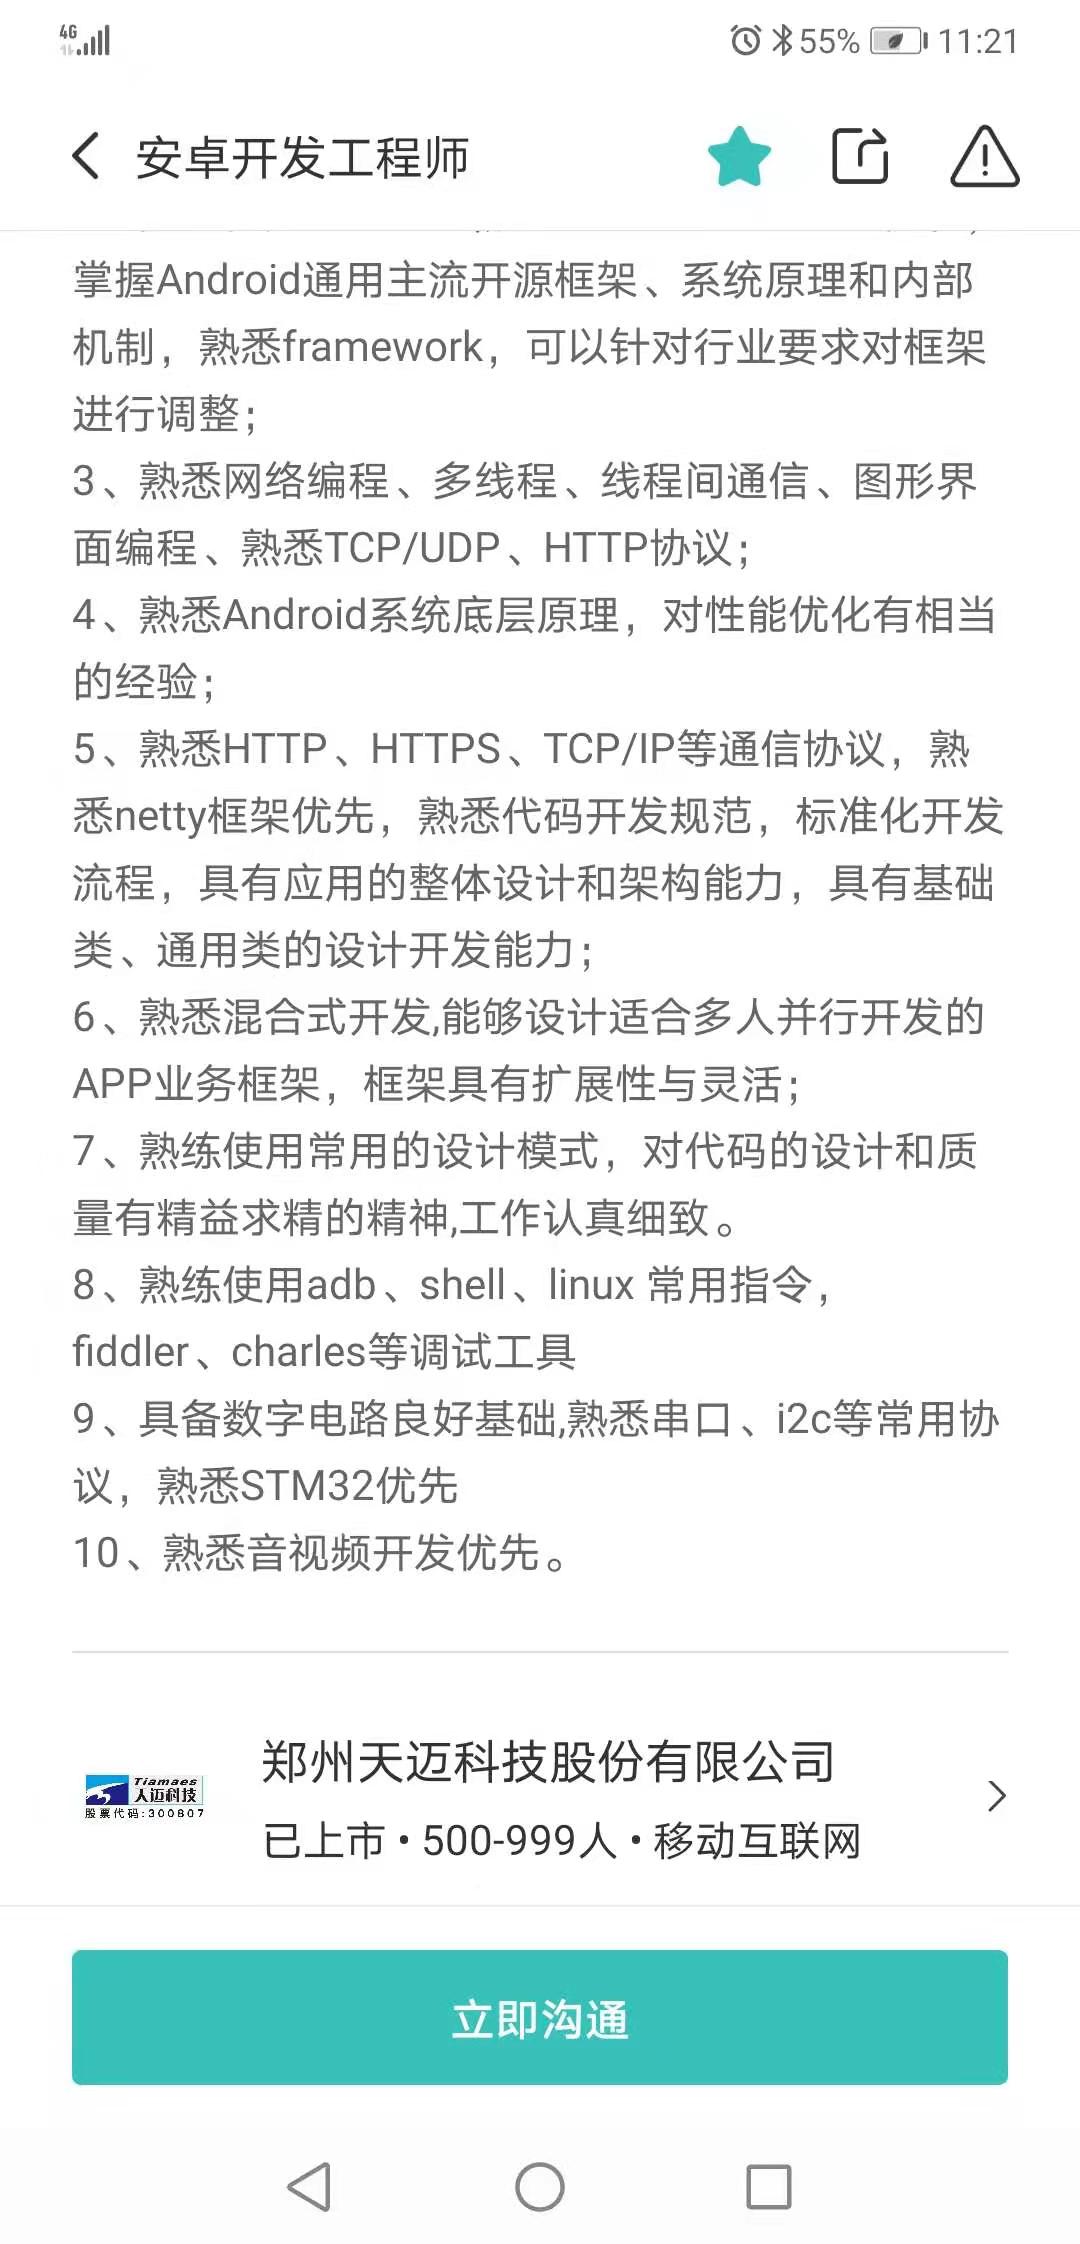 4G
55%
11:21
安卓开发工程师
掌握Android通用主流开源框架、系统原理和内部
机制，熟悉framework，可以针对行业要求对框架
进行调整；
3、熟悉网络编程、多线程、线程间通信、图形界
面编程、熟悉TCP/UDP、HTTP协议；
4、熟悉Android系统底层原理，对性能优化有相当
的经验；
5、熟悉HTTP、HTTPS、TCP/IP等通信协议，熟
悉netty框架优先，熟悉代码开发规范，标准化开发
流程，具有应用的整体设计和架构能力，具有基础
类、通用类的设计开发能力；
6、熟悉混合式开发,能够设计适合多人并行开发的
APP业务框架，框架具有扩展性与灵活；
7、熟练使用常用的设计模式，对代码的设计和质
量有精益求精的精神,工作认真细致。
8、熟练使用adb、shell、linux 常用指令，
fiddler、charles等调试工具
9、具备数字电路良好基础,熟悉串口、i2c等常用协
议，熟悉STM32优先
10、熟悉音视频开发优先。
Tiamaes
天迈科技
股票代码:300807
郑州天迈科技股份有限公司
已上市·500-999人·移动互联网
立即沟通